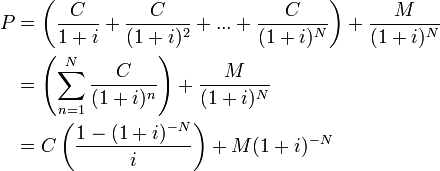 P = ( C/(1+i) + C/(1+i)^2 + ... + C/(1+i)^N ) + M/(1+i)^N
= ( ∑_{n=1}^{N} C/(1+i)^n ) + M/(1+i)^N
= C ( (1−(1+i)^{−N})/i ) + M(1+i)^{−N}